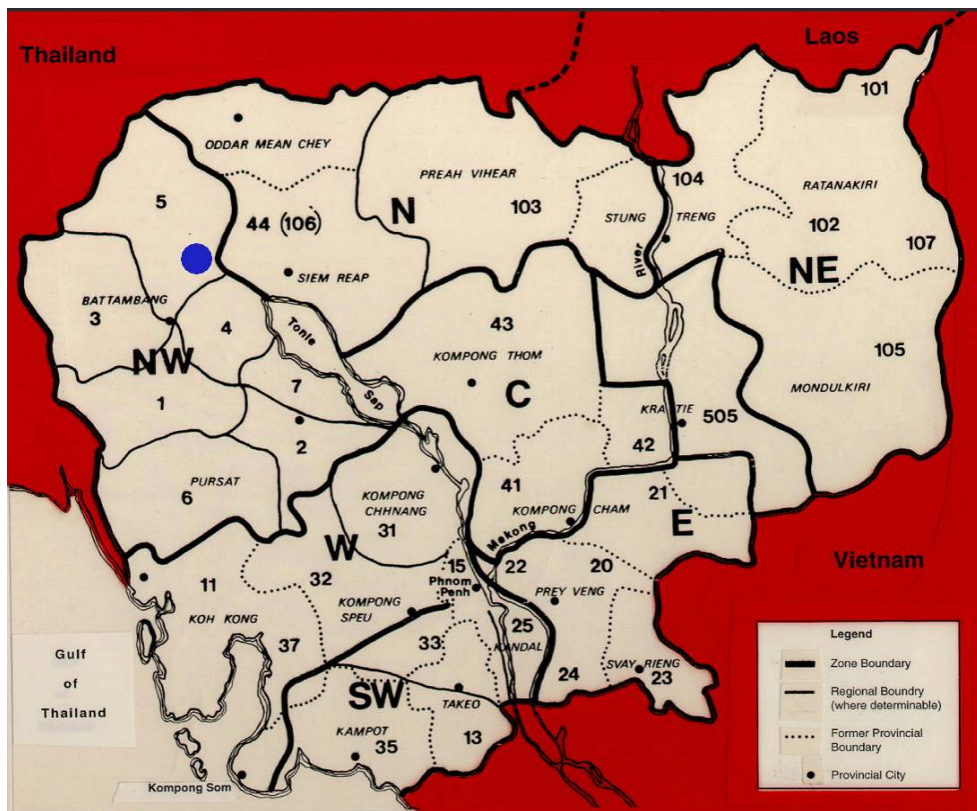 Thailand
Laos
101
ODDAR MEAN CHEY
PREAH VIHEAR
104
RATANAKIRI
5
N
103
STUNG TRENG
102
44 (106)
107
SIEM REAP
River
NE
BATTAMBANG
3
4
Tonle
43
105
NW
KOMPONG THOM
MONDULKIRI
1
7
Sap
C
KRATIE
505
2
42
PURSAT
6
KOMPONG CHHNANG
31
41
KOMPONG CHAM
21
E
Mekong
W
11
32
15
Phnom
Penh
22
20
Vietnam
KOH KONG
KOMPONG
SPEU
PREY VENG
25
KANDAL
37
33
24
SVAY RIENG
23
SW
TAKEO
KAMPOT
35
13
Gulf
of
Thailand
Kompong Som
Legend
Zone Boundary
Regional Boundry
(where determinable)
Former Provincial
Boundary
Provincial City